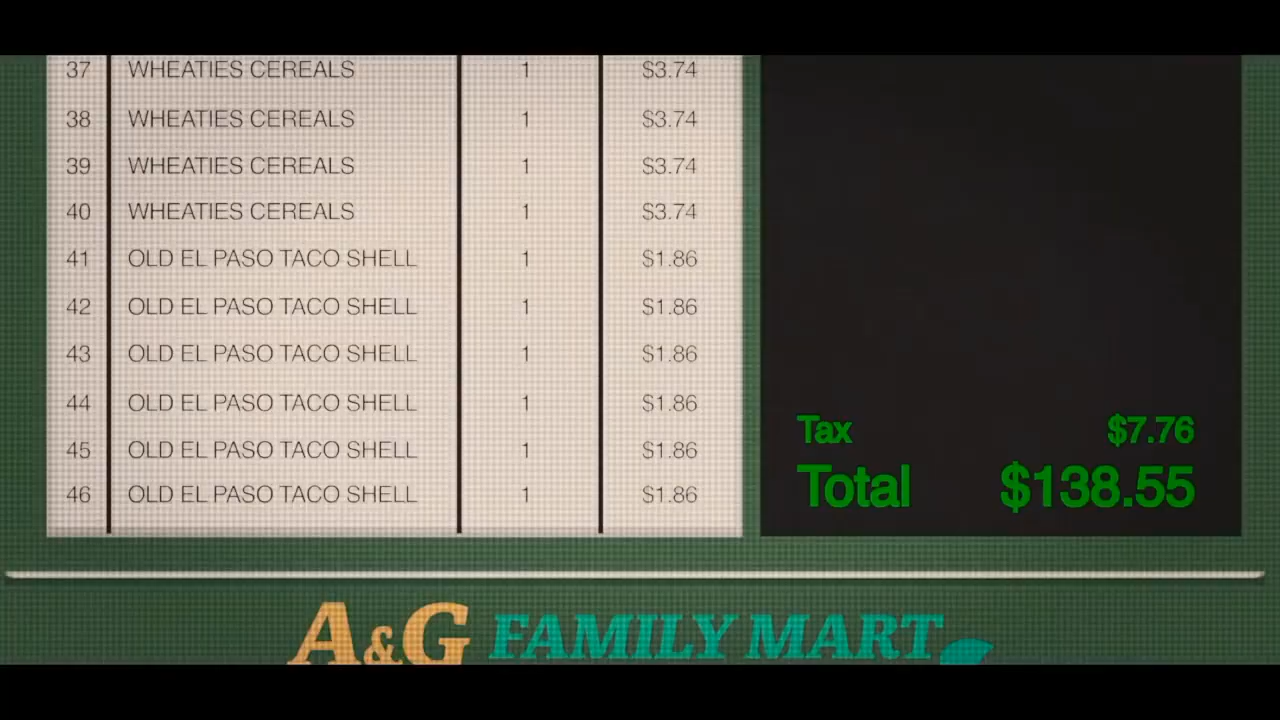 37 WHEATIES CEREALS 1 $3.74
38 WHEATIES CEREALS 1 $3.74
39 WHEATIES CEREALS 1 $3.74
40 WHEATIES CEREALS 1 $3.74
41 OLD EL PASO TACO SHELL 1 $1.86
42 OLD EL PASO TACO SHELL 1 $1.86
43 OLD EL PASO TACO SHELL 1 $1.86
44 OLD EL PASO TACO SHELL 1 $1.86
45 OLD EL PASO TACO SHELL 1 $1.86
46 OLD EL PASO TACO SHELL 1 $1.86
Tax $7.76
Total $138.55
A&G FAMILY MART